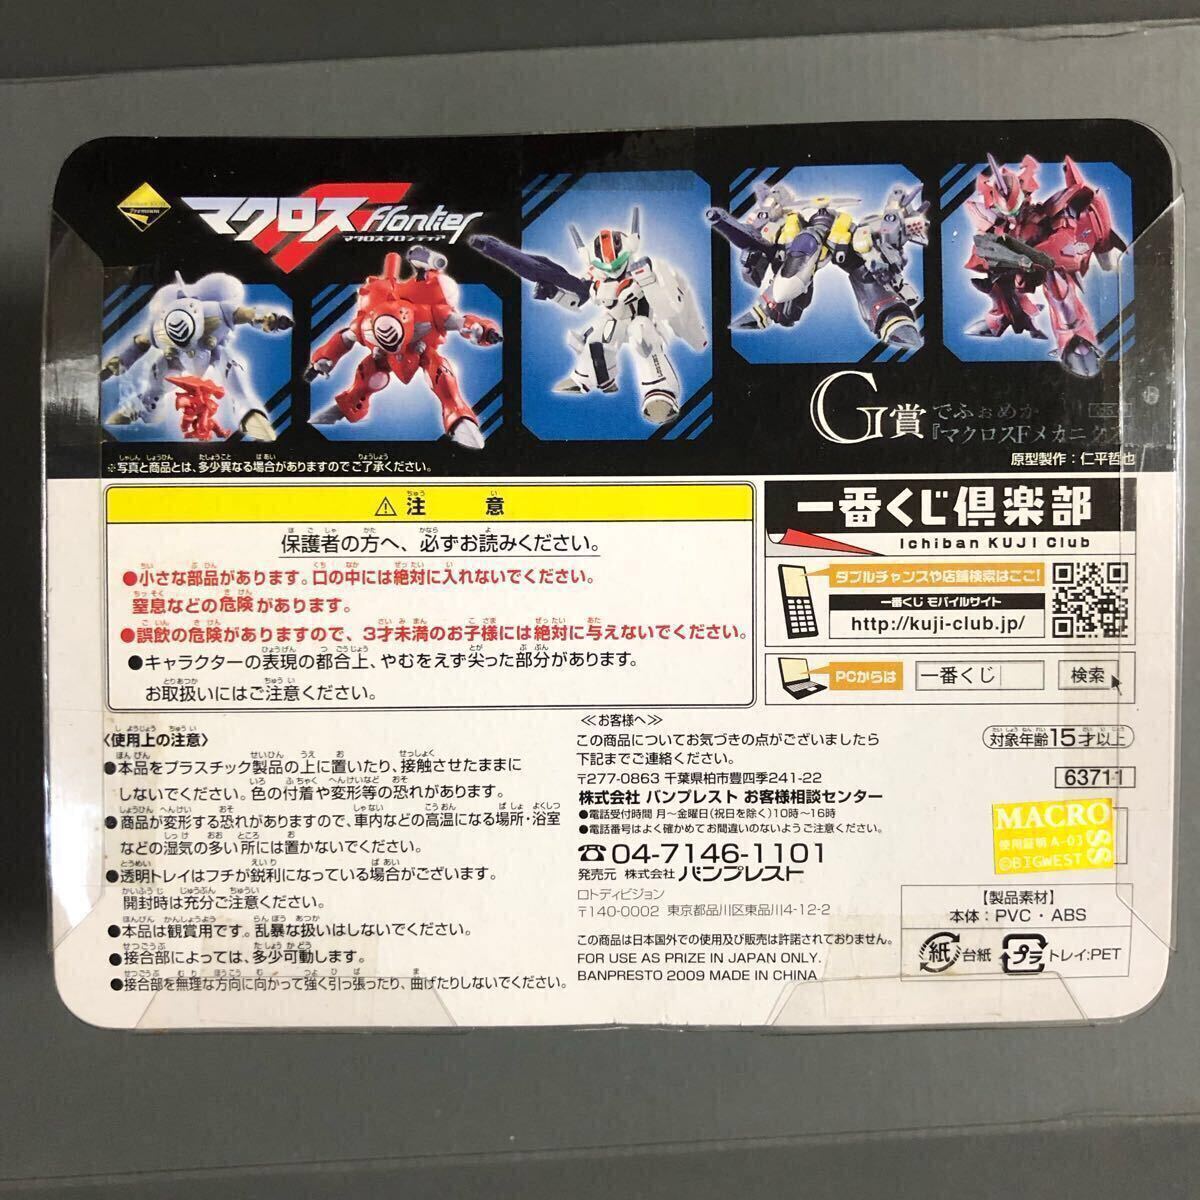 Premium
マクロス Frontier
マクロスフロンティア
G賞 でふぉめか
『マクロスFメカニクス』
原型製作：仁平哲也
※写真と商品とは、多少異なる場合がありますのでご了承ください。
⚠注意
保護者の方へ、必ずお読みください。
●小さな部品があります。口の中には絶対に入れないでください。
窒息などの危険があります。
●誤飲の危険がありますので、3才未満のお子様には絶対に与えないでください。
●キャラクターの表現の都合上、やむをえず尖った部分があります。
お取扱いにはご注意ください。
一番くじ倶楽部
Ichiban KUJI Club
ダブルチャンスや店舗検索はここ!
一番くじ モバイルサイト
http://kuji-club.jp/
PCからは 一番くじ 検索
〈使用上の注意〉
●本品をプラスチック製品の上に置いたり、接触させたままに
しないでください。色の付着や変形等の恐れがあります。
●商品が変形する恐れがありますので、車内などの高温になる場所・浴室
などの湿気の多い所には置かないでください。
●透明トレイはフチが鋭利になっている場合がございます。
開封時は充分ご注意ください。
●本品は観賞用です。乱暴な扱いはしないでください。
●接合部によっては、多少可動します。
●接合部を無理な方向に向かって強く引っ張ったり、曲げたりしないでください。
≪お客様へ≫
この商品についてお気づきの点がございましたら
下記までご連絡ください。
〒277-0863 千葉県柏市豊四季241-22
株式会社 バンプレスト お客様相談センター
●電話受付時間 月～金曜日(祝日を除く)10時～16時
●電話番号はよく確かめてお間違いのないようご注意ください。
☎04-7146-1101
発売元 株式会社 バンプレスト
ロトディビジョン
〒140-0002 東京都品川区東品川4-12-2
この商品は日本国外での使用及び販売は許諾されておりません。
FOR USE AS PRIZE IN JAPAN ONLY.
BANPRESTO 2009 MADE IN CHINA
対象年齢15才以上
63711
MACROSS
使用証明 A-03
©BIGWEST
【製品素材】
本体：PVC・ABS
紙 台紙 プラ トレイ:PET